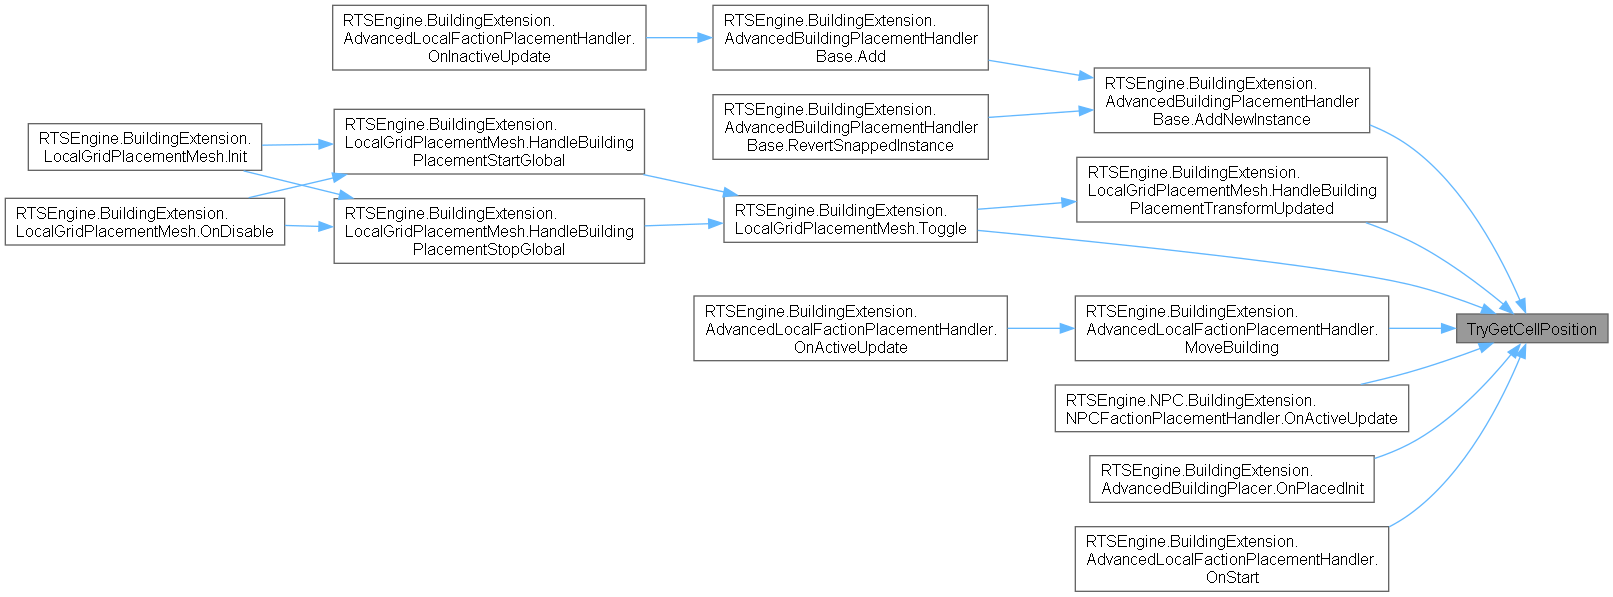 RTSEngine.BuildingExtension.
AdvancedLocalFactionPlacementHandler.
OnInactiveUpdate
RTSEngine.BuildingExtension.
AdvancedBuildingPlacementHandler
Base.Add
RTSEngine.BuildingExtension.
AdvancedBuildingPlacementHandler
Base.AddNewInstance
RTSEngine.BuildingExtension.
AdvancedBuildingPlacementHandler
Base.RevertSnappedInstance
RTSEngine.BuildingExtension.
LocalGridPlacementMesh.Init
RTSEngine.BuildingExtension.
LocalGridPlacementMesh.HandleBuilding
PlacementStartGlobal
RTSEngine.BuildingExtension.
LocalGridPlacementMesh.HandleBuilding
PlacementTransformUpdated
RTSEngine.BuildingExtension.
LocalGridPlacementMesh.OnDisable
RTSEngine.BuildingExtension.
LocalGridPlacementMesh.HandleBuilding
PlacementStopGlobal
RTSEngine.BuildingExtension.
LocalGridPlacementMesh.Toggle
RTSEngine.BuildingExtension.
AdvancedLocalFactionPlacementHandler.
OnActiveUpdate
RTSEngine.BuildingExtension.
AdvancedLocalFactionPlacementHandler.
MoveBuilding
TryGetCellPosition
RTSEngine.NPC.BuildingExtension.
NPCFactionPlacementHandler.OnActiveUpdate
RTSEngine.BuildingExtension.
AdvancedBuildingPlacer.OnPlacedInit
RTSEngine.BuildingExtension.
AdvancedLocalFactionPlacementHandler.
OnStart